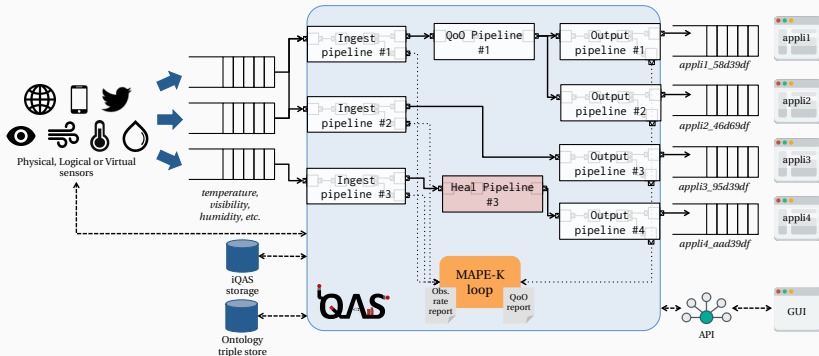 Ingest
pipeline #1
QoO Pipeline
#1
Output
pipeline #1
appli1_58d39df
appli1
Ingest
pipeline #2
Output
pipeline #2
appli2_46d69df
appli2
Physical, Logical or Virtual
sensors
temperature,
visibility,
humidity, etc.
Ingest
pipeline #3
Heal Pipeline
#3
Output
pipeline #3
appli3_95d39df
appli3
Output
pipeline #4
appli4_aad39df
appli4
iQAS
storage
Ontology
triple store
iQAS
MAPE-K
loop
Obs.
rate
report
QoO
report
API
GUI